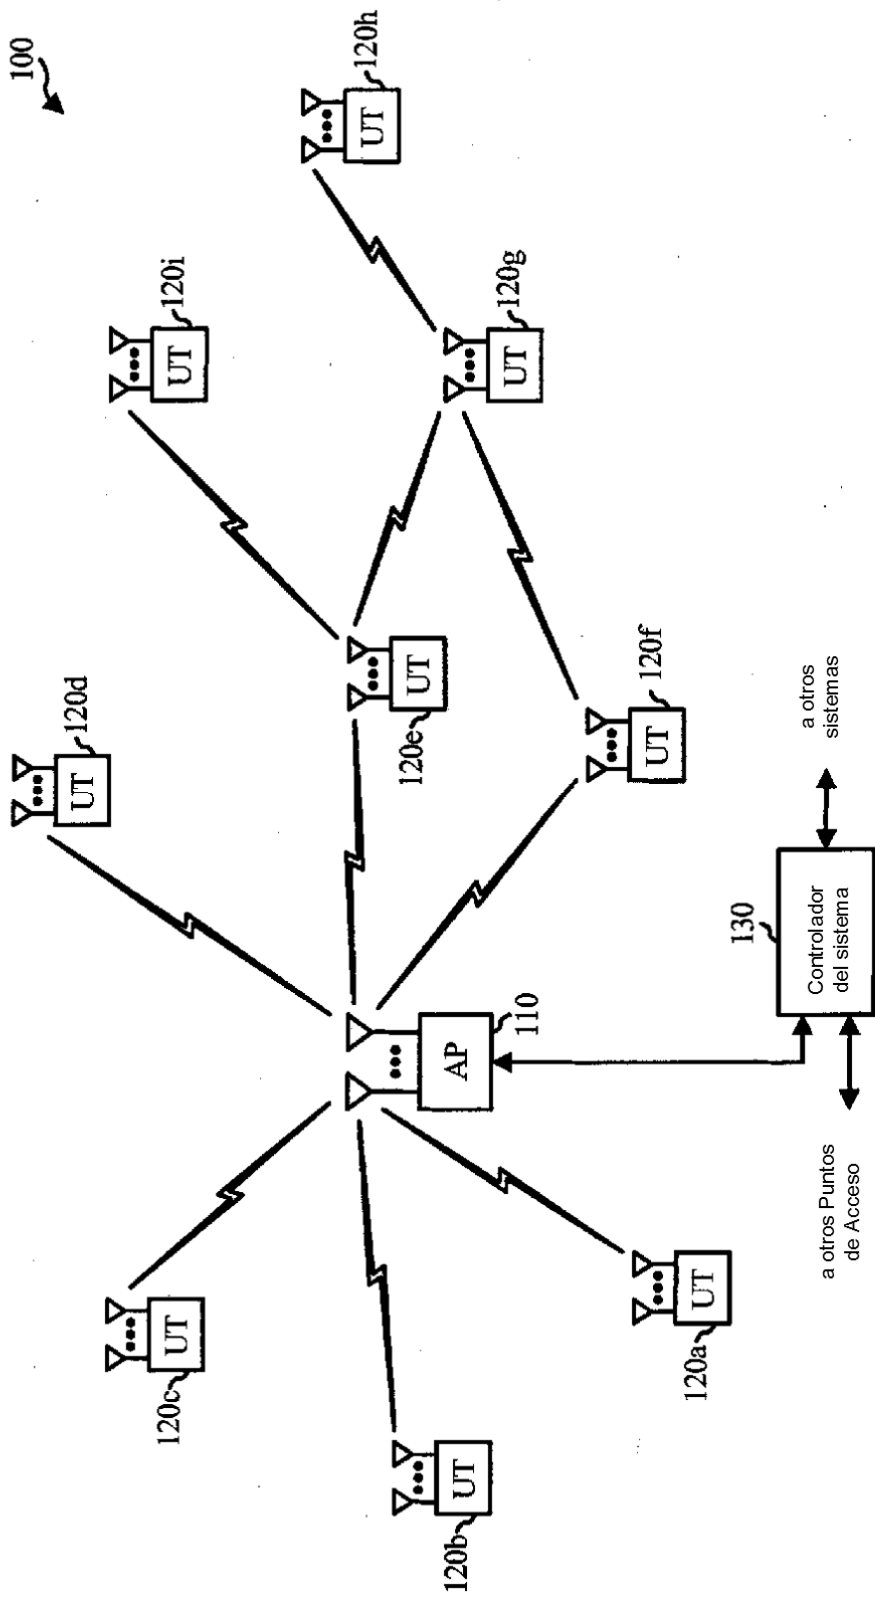 100
UT
120d
UT
120i
UT
120c
UT
120h
UT
120e
UT
120b
AP
110
UT
120g
UT
120f
UT
120a
130
Controlador
del sistema
a otros Puntos
de Acceso
a otros
sistemas